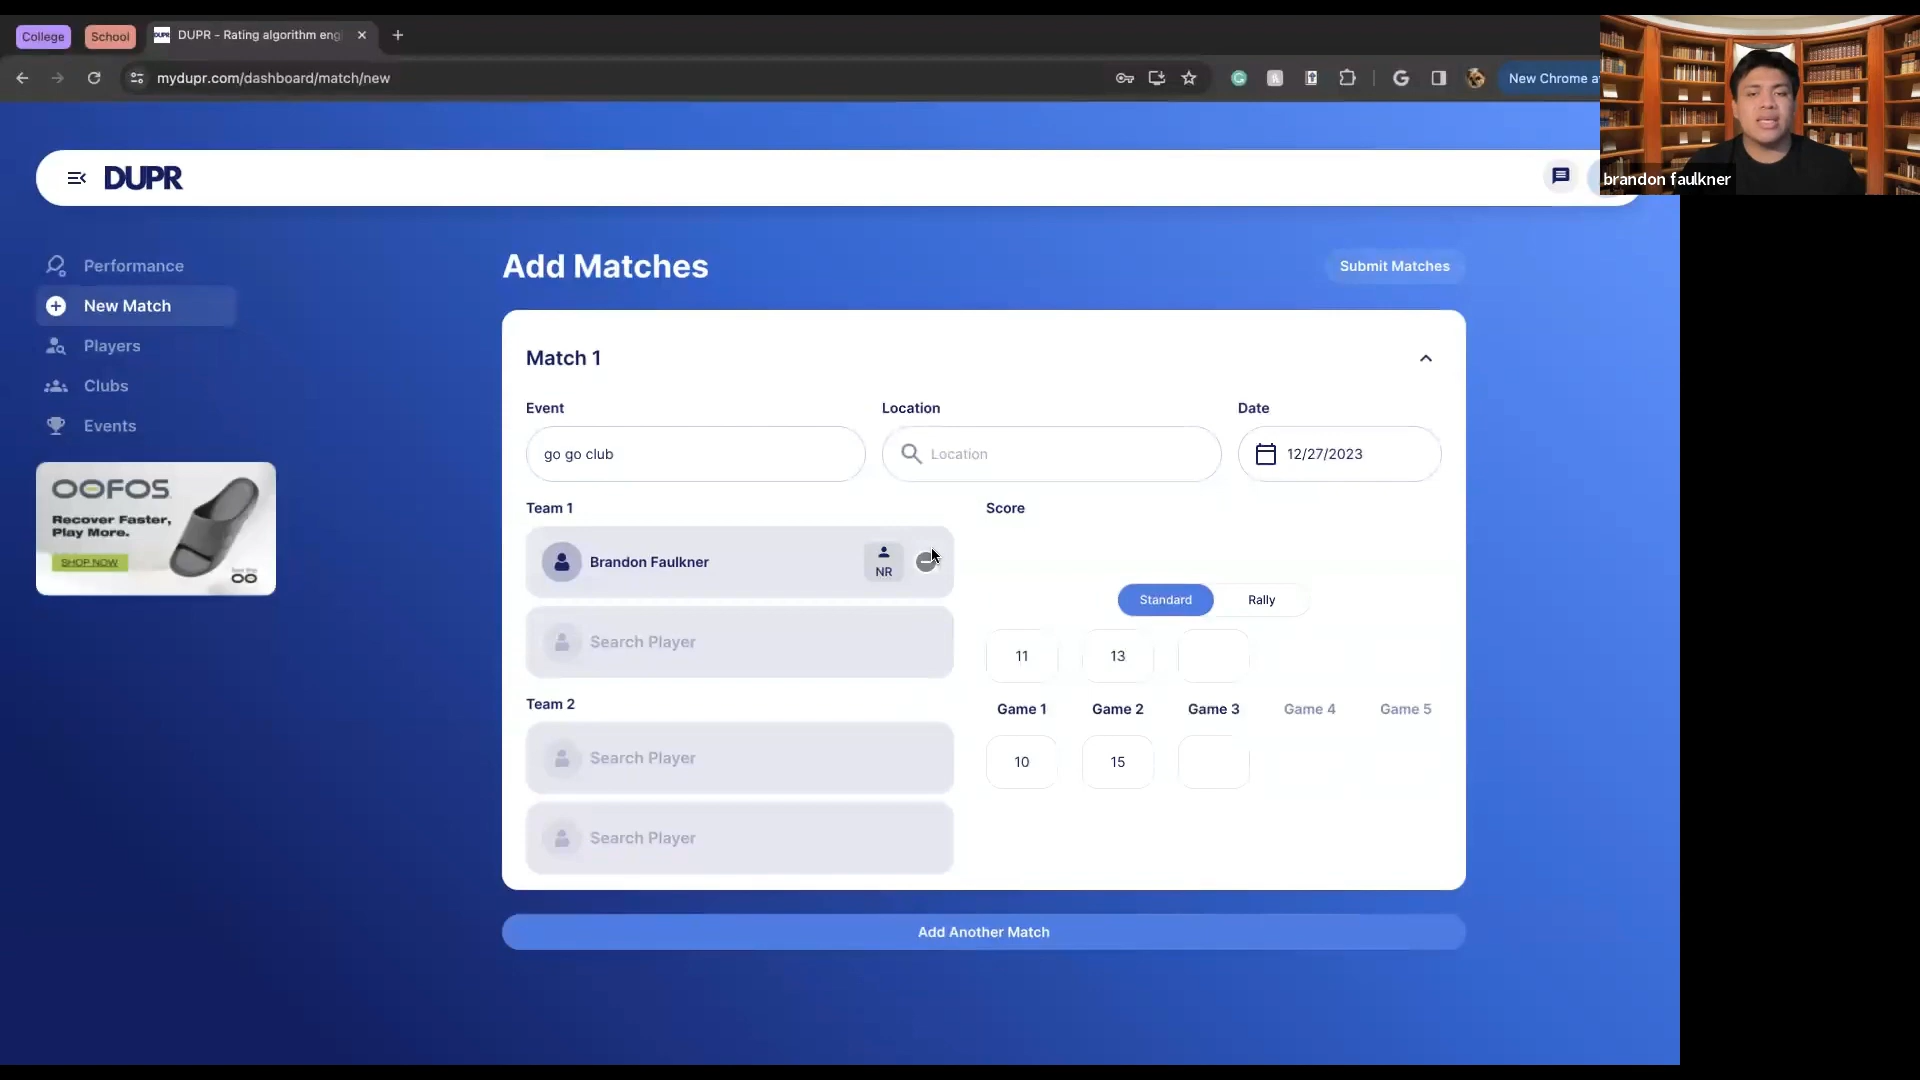 College
School
DUPR - Rating algorithm eng
mydupr.com/dashboard/match/new
New Chrome av
brandon faulkner
DUPR
Performance
New Match
Players
Clubs
Events
OOFOS
Recover Faster,
Play More.
SHOP NOW
Add Matches
Submit Matches
Match 1
Event
Location
Date
go go club
Location
12/27/2023
Team 1
Score
Brandon Faulkner
NR
Standard
Rally
Search Player
11
13
Team 2
Game 1
Game 2
Game 3
Game 4
Game 5
Search Player
10
15
Search Player
Add Another Match